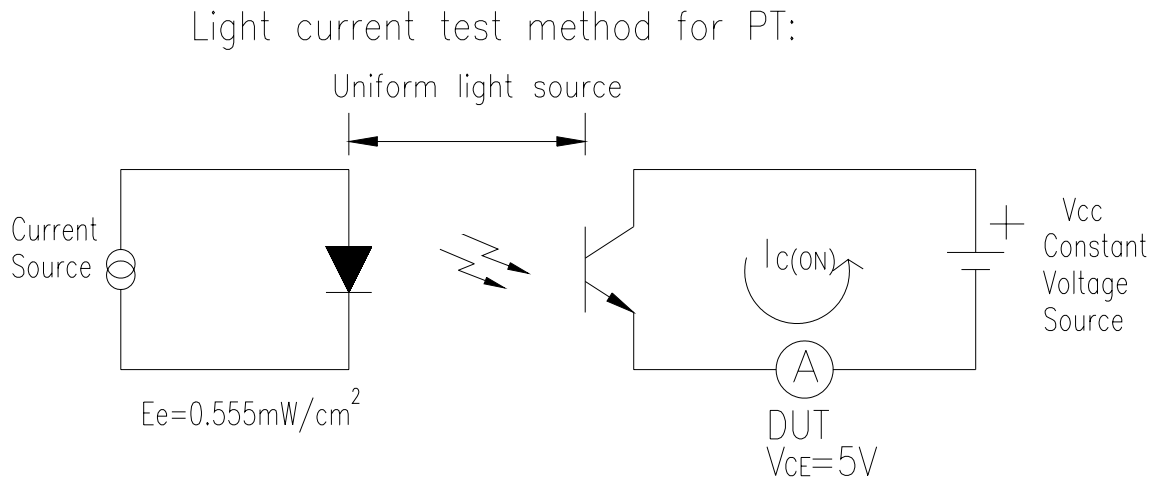 Light current test method for PT:
Uniform light source
Current
Source
IC(ON)
+
Vcc
Constant
Voltage
Source
A
Ee=0.555mW/cm²
DUT
VCE=5V